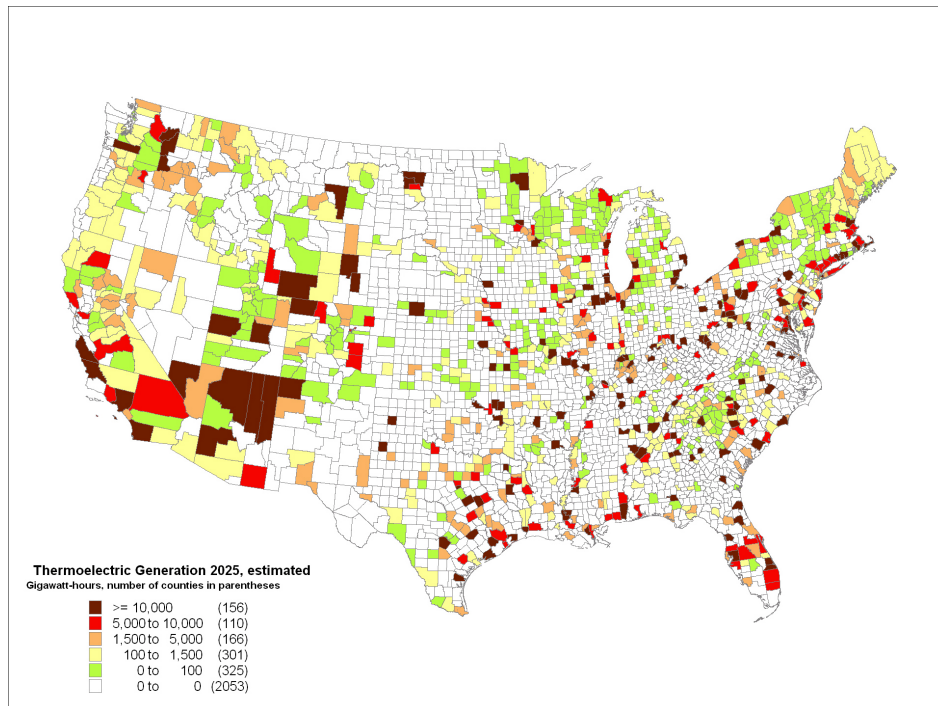 Thermoelectric Generation 2025, estimated
Gigawatt-hours, number of counties in parentheses
>= 10,000 (156)
5,000 to 10,000 (110)
1,500 to 5,000 (166)
100 to 1,500 (301)
0 to 100 (325)
0 to 0 (2053)